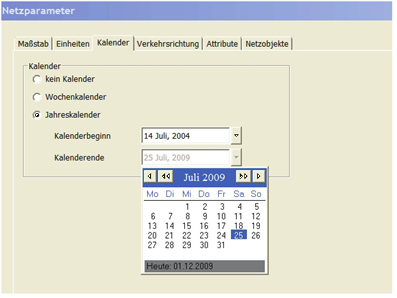 Netzparameter
Maßstab Einheiten Kalender Verkehrsrichtung Attribute Netzobjekte
Kalender
kein Kalender
Wochenkalender
Jahreskalender
Kalenderbeginn 14 Juli, 2004
Kalenderende 25 Juli, 2009
Juli 2009
Mo Di Mi Do Fr Sa So
1 2 3 4 5
6 7 8 9 10 11 12
13 14 15 16 17 18 19
20 21 22 23 24 25 26
27 28 29 30 31
Heute: 01.12.2009